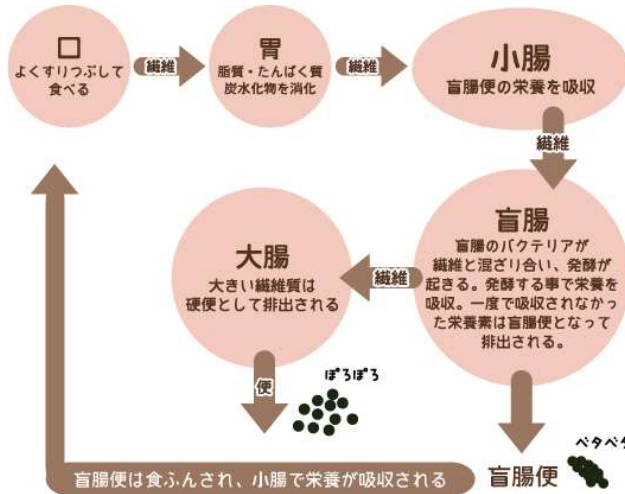 口
よくすりつぶして
食べる
繊維
胃
脂質・たんぱく質
炭水化物を消化
繊維
小腸
盲腸便の栄養を吸収
繊維
盲腸
盲腸のバクテリアが
繊維と混ざり合い、発酵が
起きる。発酵する事で栄養を
吸収。一度で吸収されなかっ
た栄養素は盲腸便となって
排出される。
繊維
大腸
大きい繊維質は
硬便として排出される
便
ぽろぽろ
ベタベタ
盲腸便
盲腸便は食ふんされ、小腸で栄養が吸収される